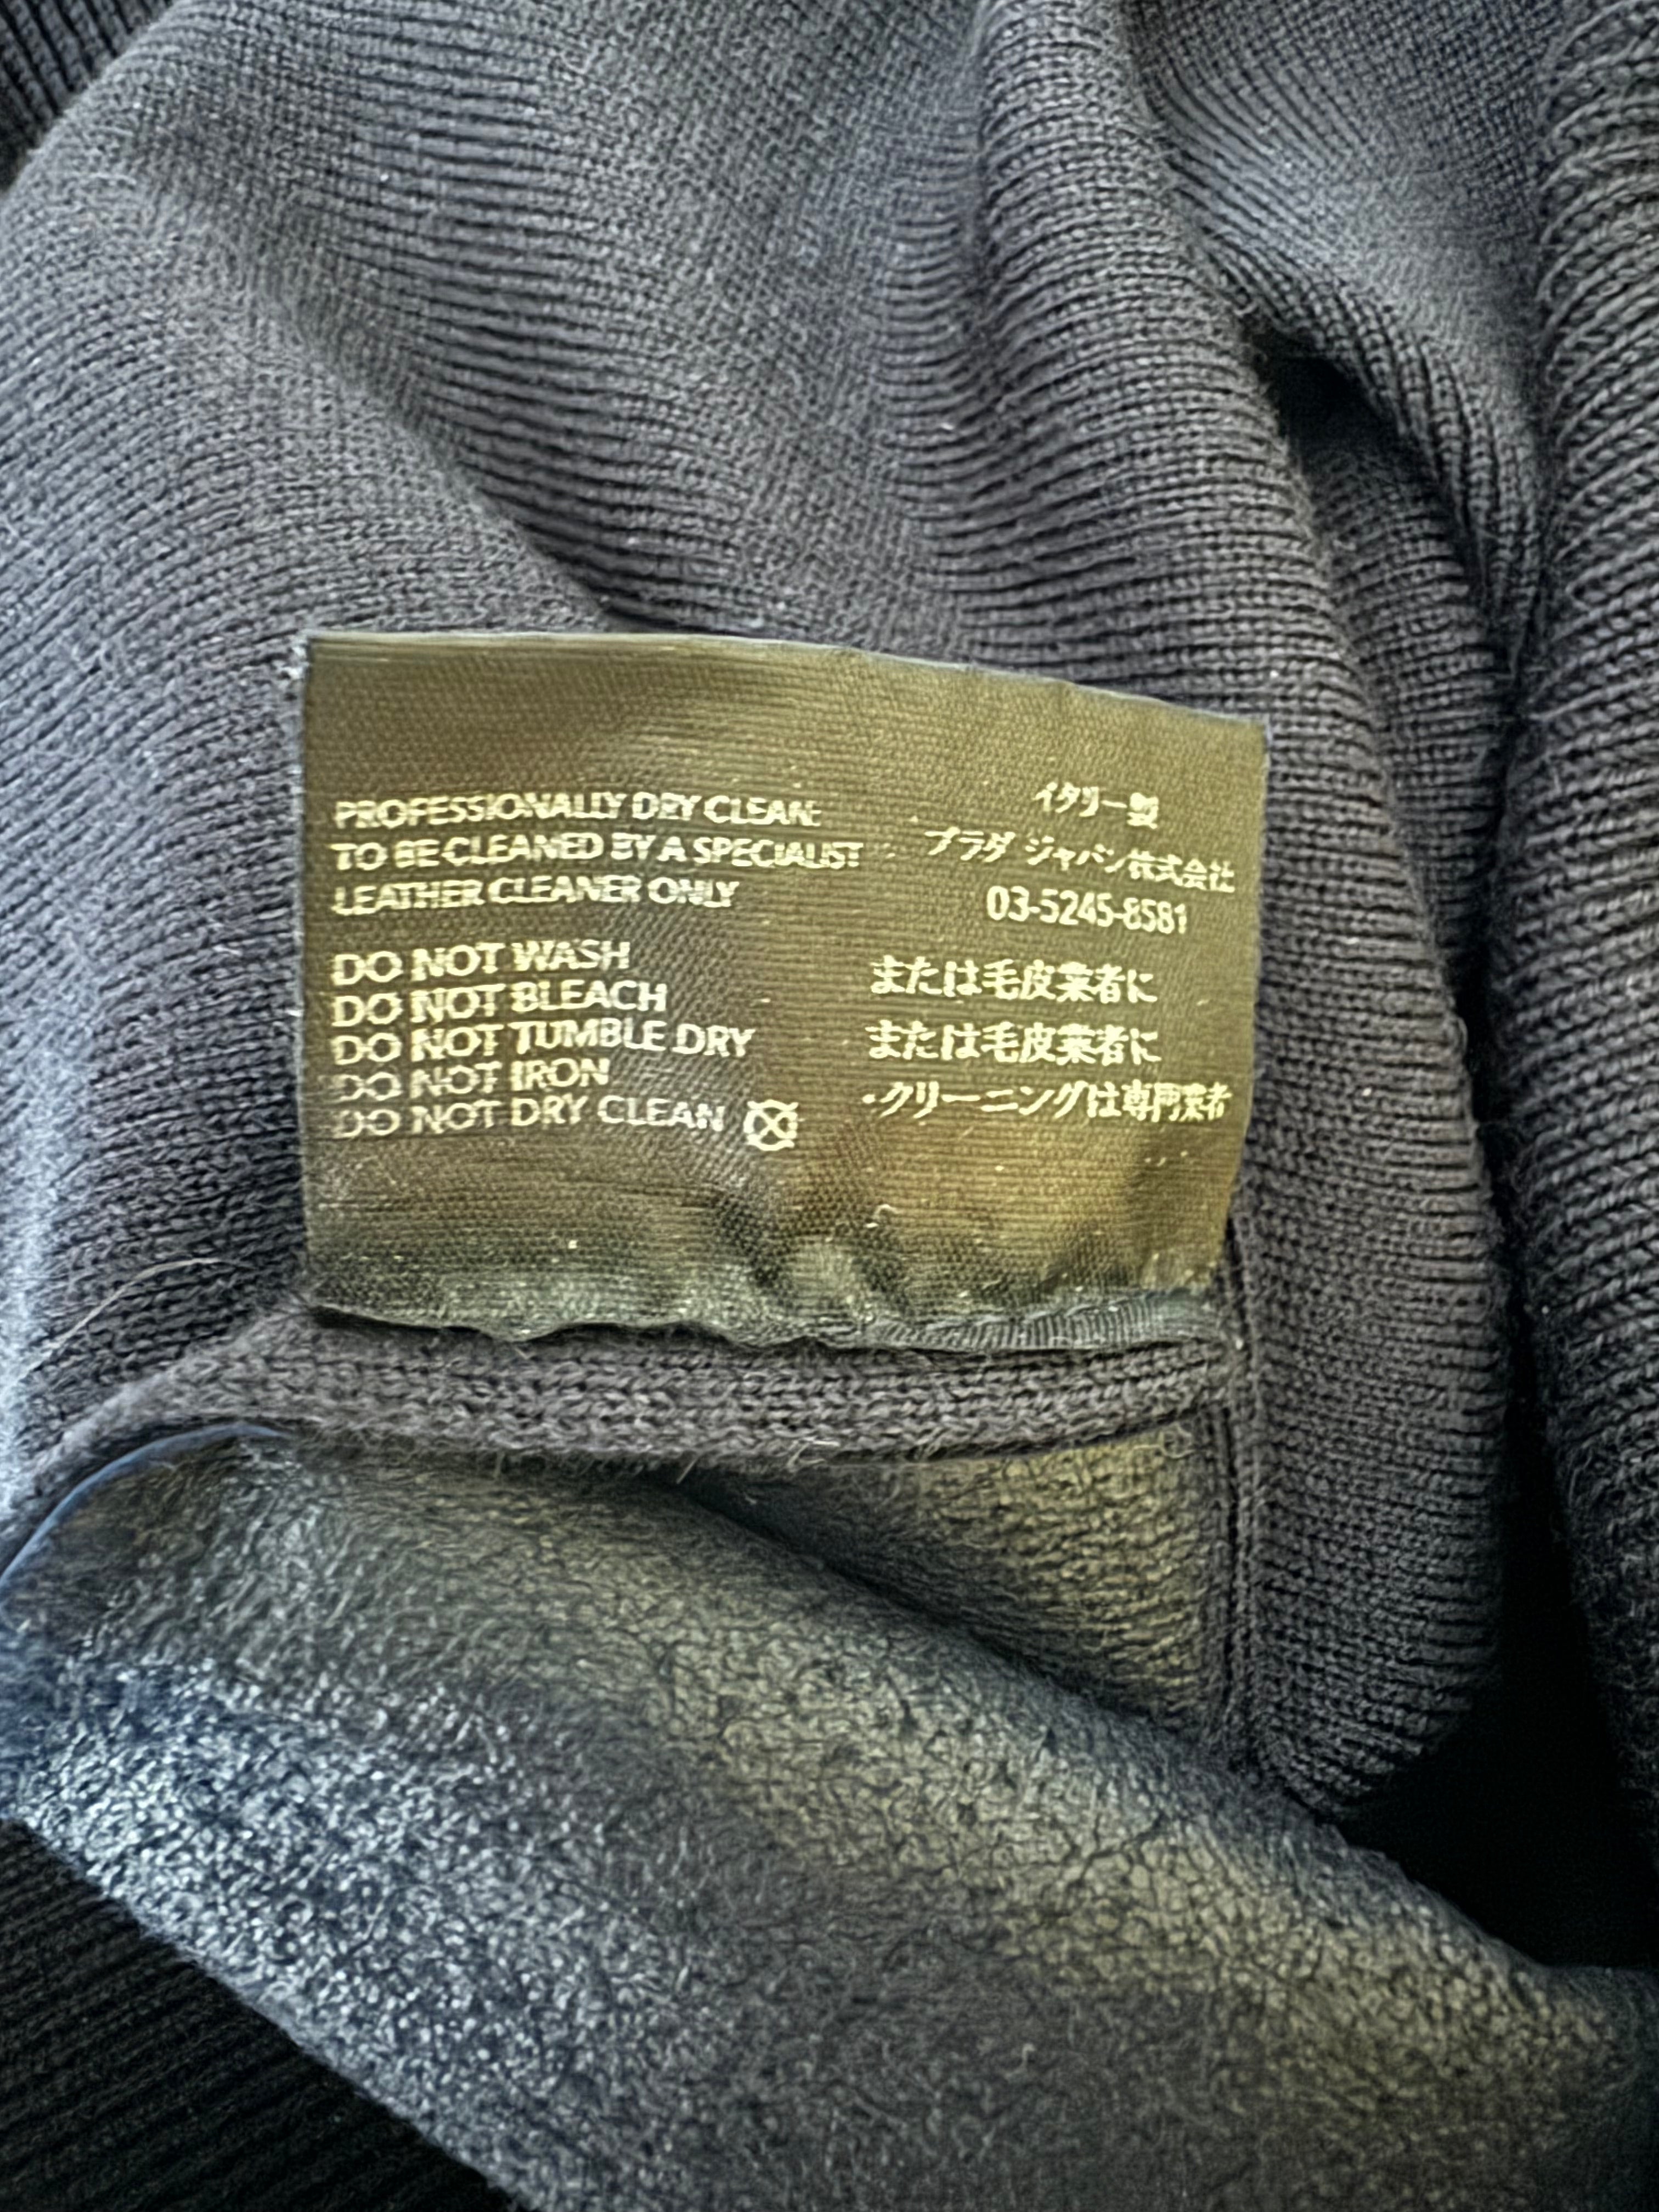 PROFESSIONALLY DRY CLEAN:
TO BE CLEANED BY A SPECIALIST
LEATHER CLEANER ONLY
DO NOT WASH
DO NOT BLEACH
DO NOT TUMBLE DRY
DO NOT IRON
DO NOT DRY CLEAN
イタリー製
プラダ ジャパン株式会社
03-5245-8581
または毛皮業者に
または毛皮業者に
・クリーニングは専門業者